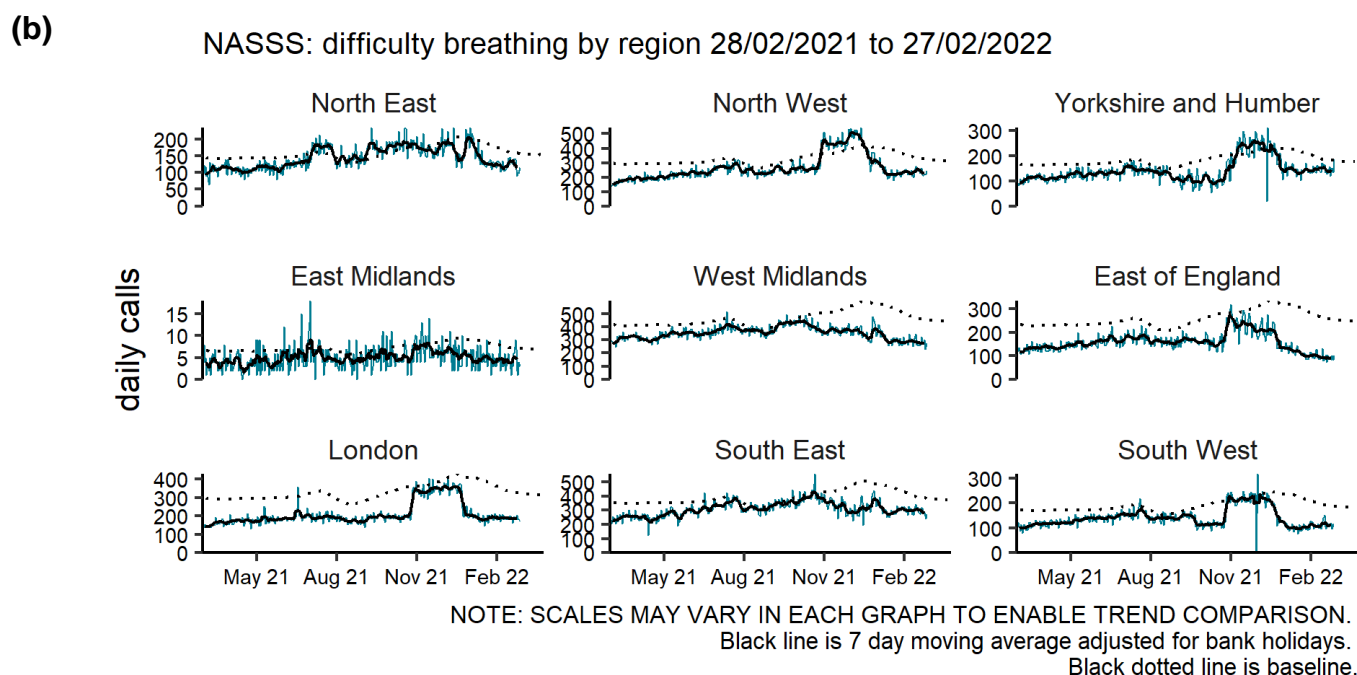 (b)
NASSS: difficulty breathing by region 28/02/2021 to 27/02/2022
North East
200
150
100
50
0
North West
500
400
300
200
100
0
Yorkshire and Humber
300
200
100
0
daily calls
East Midlands
15
10
5
0
West Midlands
500
400
300
200
100
0
East of England
300
200
100
0
London
400
300
200
100
0
South East
500
400
300
200
100
0
South West
300
200
100
0
May 21 Aug 21 Nov 21 Feb 22
May 21 Aug 21 Nov 21 Feb 22
May 21 Aug 21 Nov 21 Feb 22
NOTE: SCALES MAY VARY IN EACH GRAPH TO ENABLE TREND COMPARISON.
Black line is 7 day moving average adjusted for bank holidays.
Black dotted line is baseline.